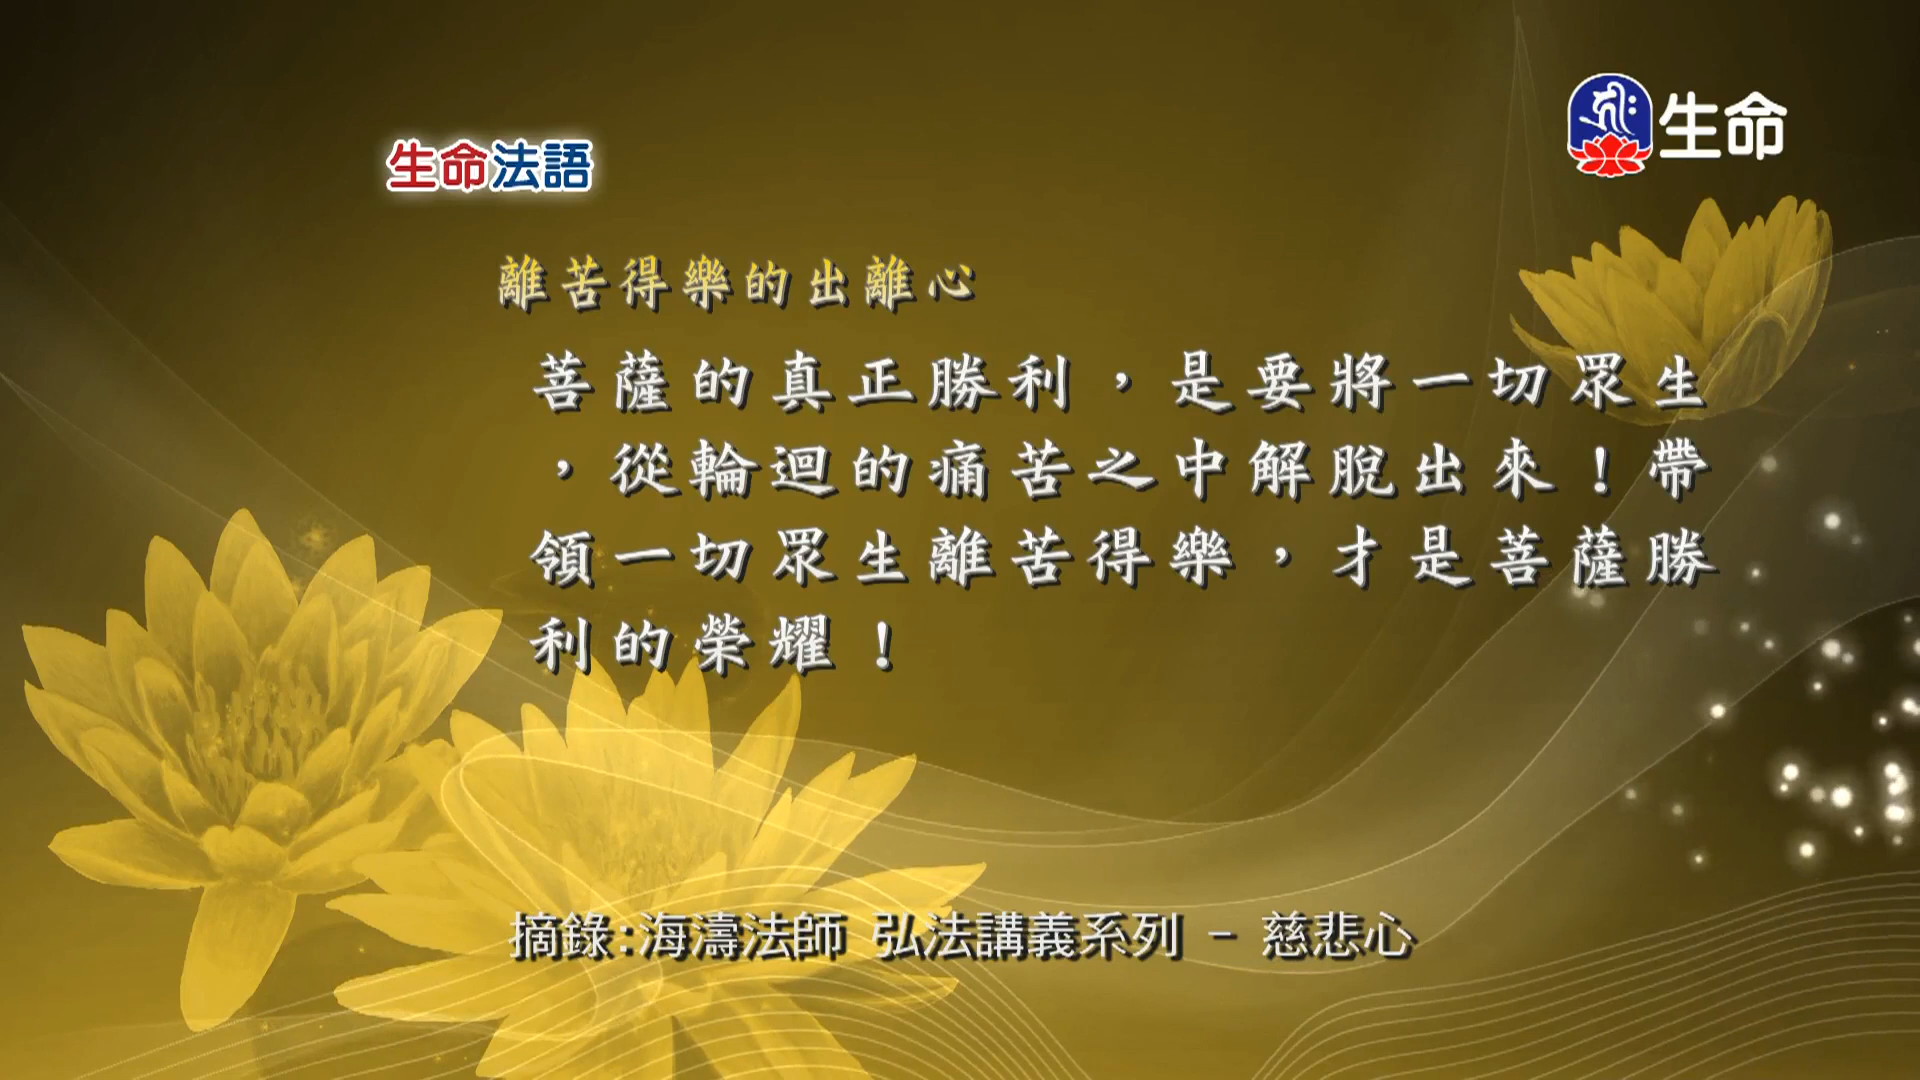 生命
生命法語
離苦得樂的出離心
菩薩的真正勝利，是要將一切眾生
，從輪迴的痛苦之中解脫出來！帶
領一切眾生離苦得樂，才是菩薩勝
利的榮耀！
摘錄:海濤法師 弘法講義系列 - 慈悲心